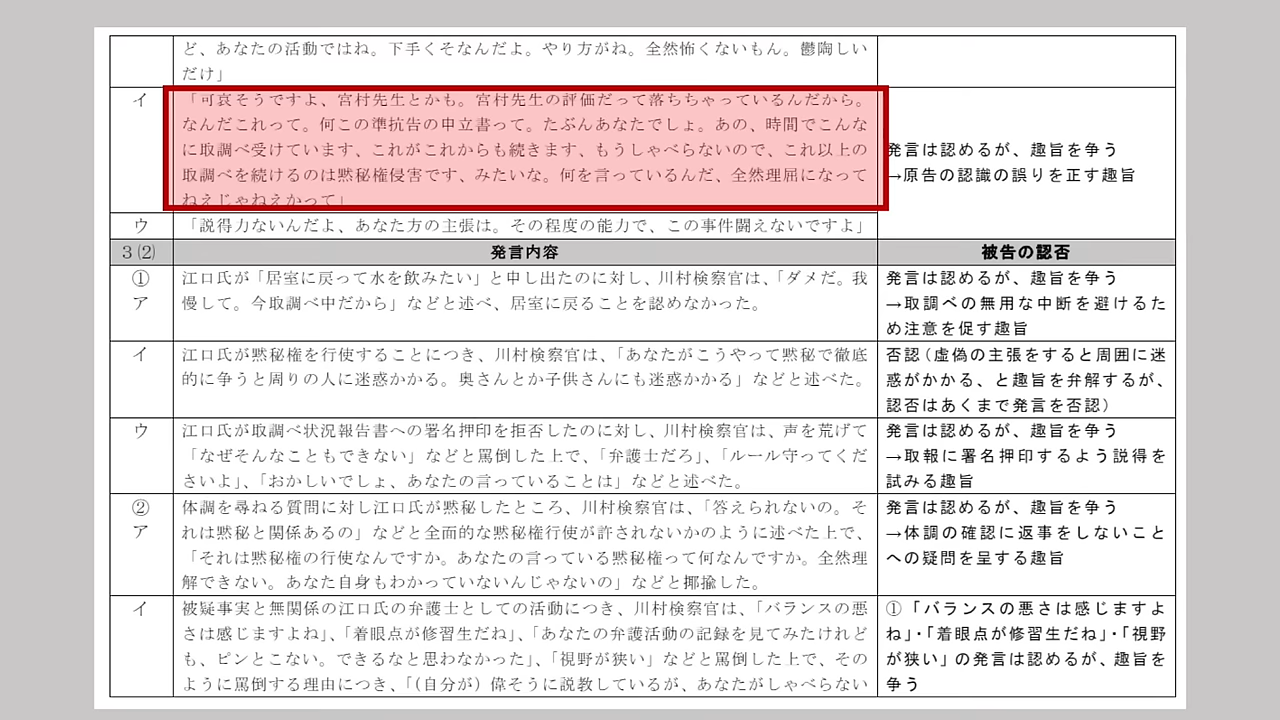 ど、あなたの活動ではね。下手くそなんだよ。やり方がね。全然怖くないもん。鬱陶しい
だけ」
イ
「可哀そうですよ、宮村先生とかも。宮村先生の評価だって落ちちゃっているんだから。
なんだこれって。何この準抗告の申立書って。たぶんあなたでしょ。あの、時間でこんな
に取調べ受けています、これがこれからも続きます、もうしゃべらないので、これ以上の
取調べを続けるのは黙秘権侵害です、みたいな。何を言っているんだ、全然理屈になって
ねえじゃねえかって」
発言は認めるが、趣旨を争う
→原告の認識の誤りを正す趣旨
ウ
「説得力ないんだよ、あなた方の主張は。その程度の能力で、この事件闘えないですよ」
3(2)
発言内容
被告の認否
①
ア
江口氏が「居室に戻って水を飲みたい」と申し出たのに対し、川村検察官は、「ダメだ。我
慢して。今取調べ中だから」などと述べ、居室に戻ることを認めなかった。
発言は認めるが、趣旨を争う
→取調べの無用な中断を避けるた
め注意を促す趣旨
イ
江口氏が黙秘権を行使することにつき、川村検察官は、「あなたがこうやって黙秘で徹底
的に争うと周りの人に迷惑かかる。奥さんとか子供さんにも迷惑かかる」などと述べた。
否認(虚偽の主張をすると周囲に迷
惑がかかる、と趣旨を弁解するが、
認否はあくまで発言を否認)
ウ
江口氏が取調べ状況報告書への署名押印を拒否したのに対し、川村検察官は、声を荒げて
「なぜそんなこともできない」などと罵倒した上で、「弁護士だろ」、「ルール守ってくだ
さいよ」、「おかしいでしょ、あなたの言っていることは」などと述べた。
発言は認めるが、趣旨を争う
→取報に署名押印するよう説得を
試みる趣旨
②
ア
体調を尋ねる質問に対し江口氏が黙秘したところ、川村検察官は、「答えられないの。そ
れは黙秘と関係あるの」などと全面的な黙秘権行使が許されないかのように述べた上で、
「それは黙秘権の行使なんですか。あなたの言っている黙秘権って何なんですか。全然理
解できない。あなた自身もわかっていないんじゃないの」などと揶揄した。
発言は認めるが、趣旨を争う
→体調の確認に返事をしないこと
への疑問を呈する趣旨
イ
被疑事実と無関係の江口氏の弁護士としての活動につき、川村検察官は、「バランスの悪
さは感じますよね」、「着眼点が修習生だね」、「あなたの弁護活動の記録を見てみたけれど
も、ピンとこない。できるなと思わなかった」、「視野が狭い」などと罵倒した上で、その
ように罵倒する理由につき、「(自分が)偉そうに説教しているが、あなたがしゃべらない
①「バランスの悪さは感じますよ
ね」・「着眼点が修習生だね」・「視野
が狭い」の発言は認めるが、趣旨を
争う